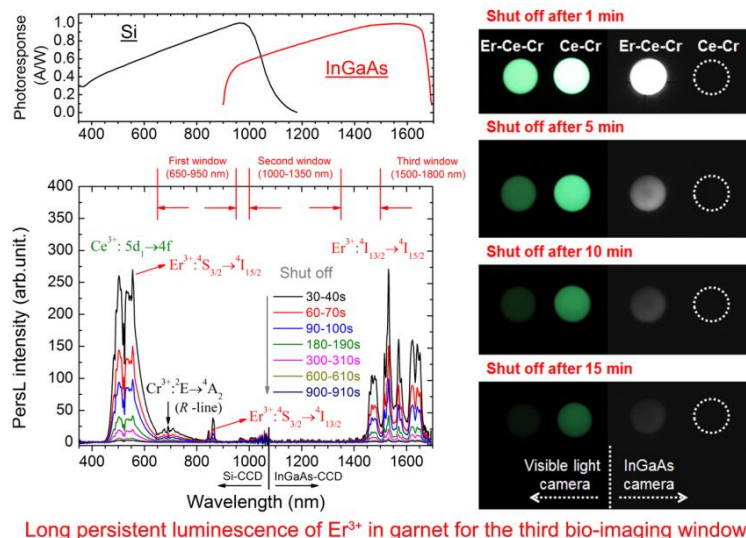 Si
InGaAs
Photoresponse
(A/W)
1.0
0.8
0.6
0.4
0.2
0.0
400 600 800 1000 1200 1400 1600
First window
(650-950 nm)
Second window
(1000-1350 nm)
Third window
(1500-1800 nm)
PersL intensity (arb.unit.)
400
350
300
250
200
150
100
50
0
Ce³⁺: 5d₁→4f
Er³⁺:⁴S₃/₂→⁴I₁₅/₂
Er³⁺:⁴I₁₃/₂→⁴I₁₅/₂
Shut off
30-40s
60-70s
90-100s
180-190s
300-310s
600-610s
900-910s
Cr³⁺:²E→⁴A₂
(R -line)
Er³⁺:⁴S₃/₂→⁴I₁₃/₂
400 600 800 1000 1200 1400 1600
Si-CCD InGaAs-CCD
Wavelength (nm)
Shut off after 1 min
Er-Ce-Cr Ce-Cr Er-Ce-Cr Ce-Cr
Shut off after 5 min
Shut off after 10 min
Shut off after 15 min
Visible light
camera
InGaAs
camera
Long persistent luminescence of Er³⁺ in garnet for the third bio-imaging window